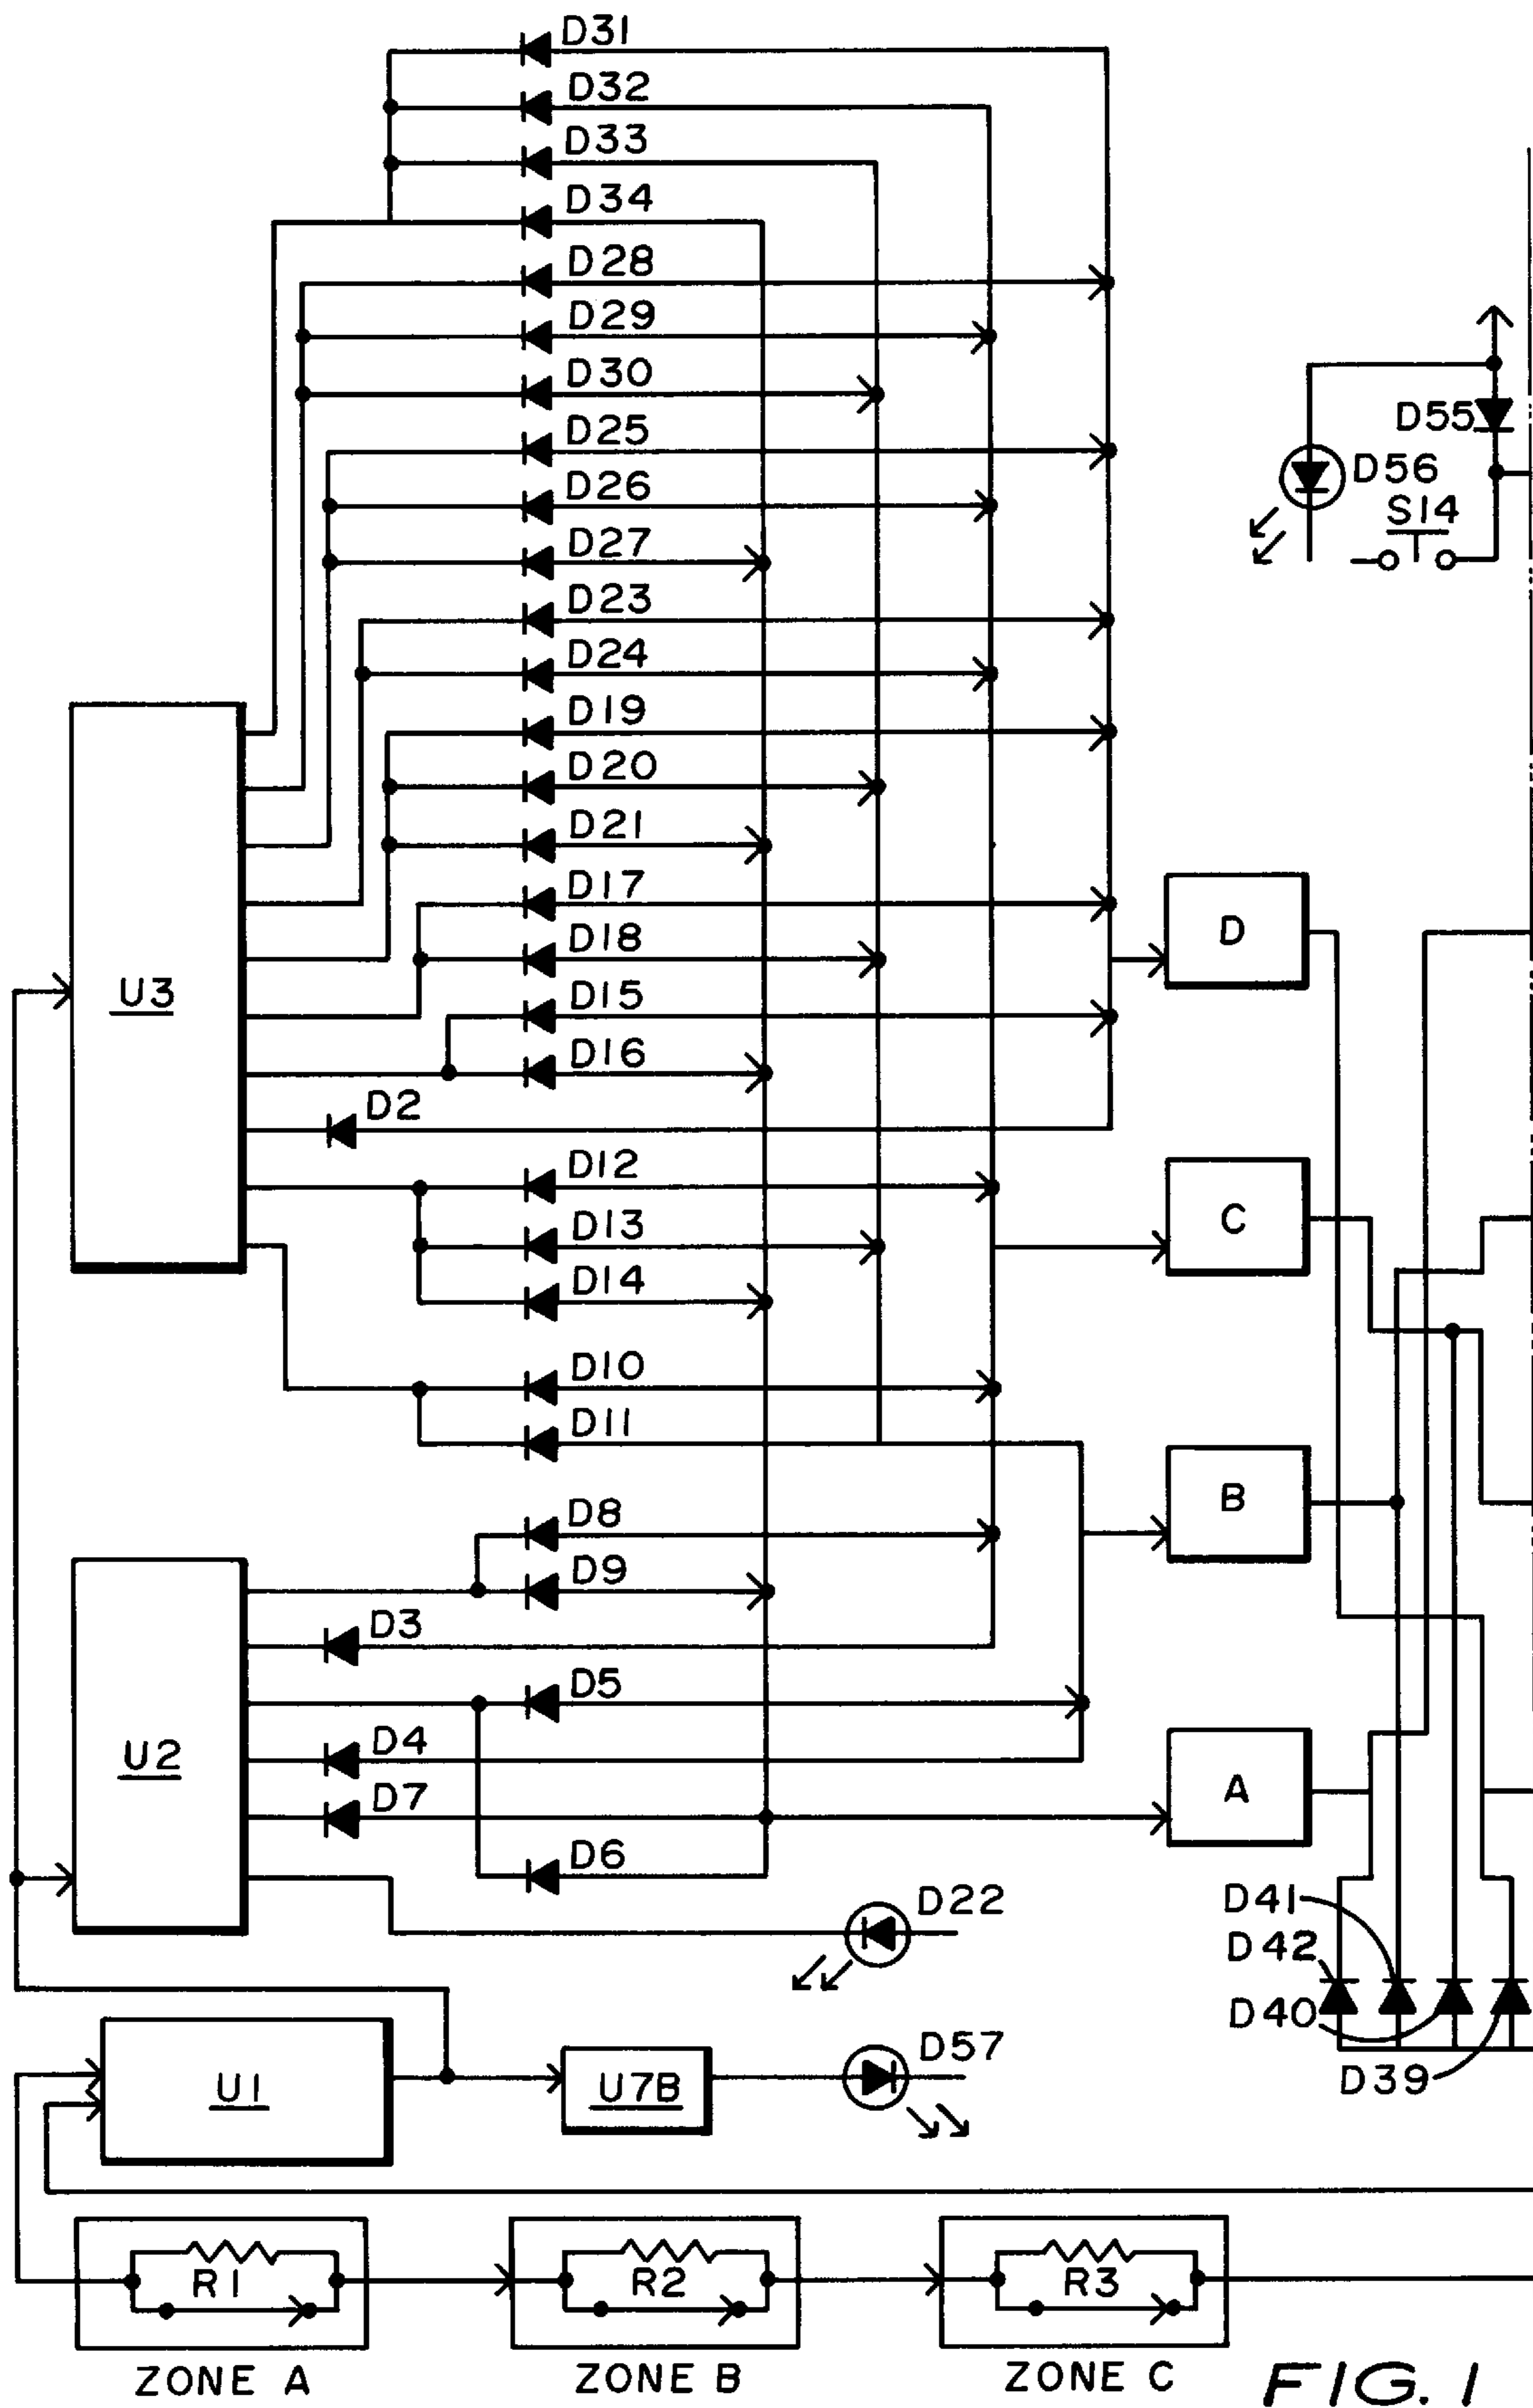 D31
D32
D33
D34
D28
D29
D30
D25
D55
D56
D26
S14
D27
D23
D24
D19
D20
D21
D17
D
D18
U3
D15
D16
D2
D12
C
D13
D14
D10
D11
B
D8
D9
D3
D5
D4
U2
A
D7
D6
D22
D41
D42
D40
D57
D39
U1
U7B
R1
R2
R3
ZONE A
ZONE B
ZONE C
FIG. 1